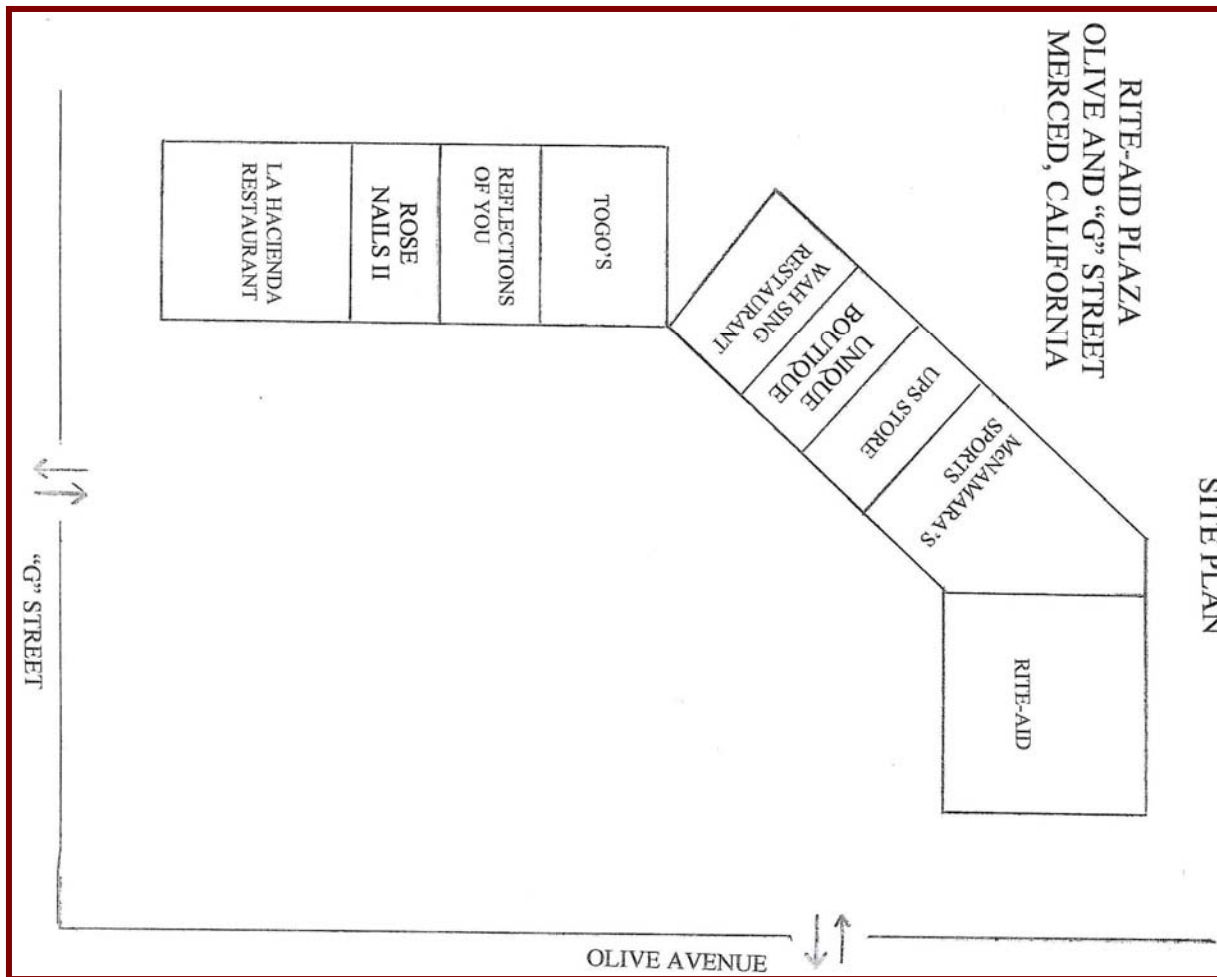 SITE PLAN
RITE-AID PLAZA
OLIVE AND “G” STREET
MERCED, CALIFORNIA
LA HACIENDA
RESTAURANT
ROSE
NAILS II
REFLECTIONS
OF YOU
TOGO'S
WAH SING
RESTAURANT
UNIQUE
BOUTIQUE
UPS STORE
McNAMARA'S
SPORTS
RITE-AID
“G” STREET
OLIVE AVENUE